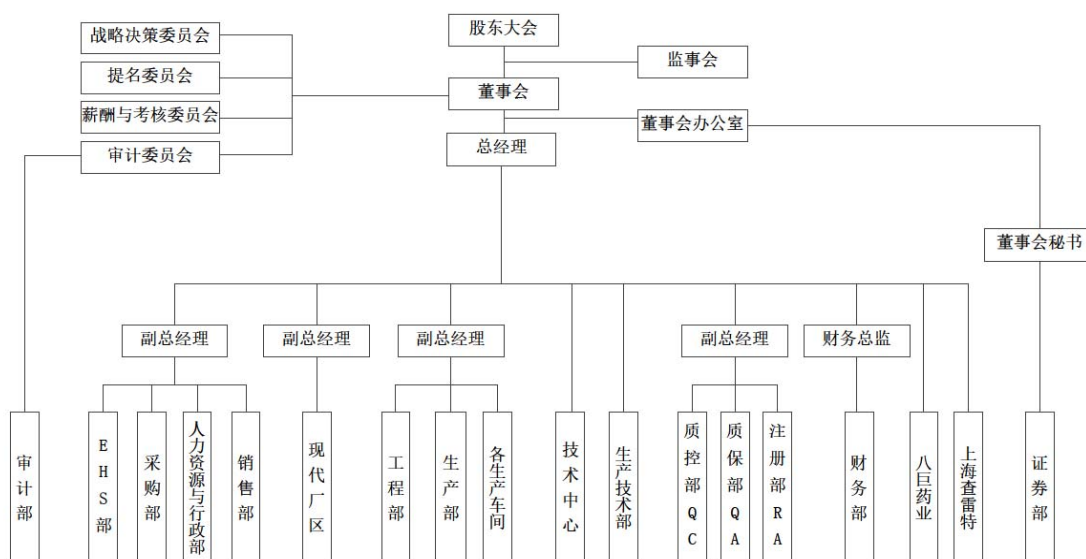 股东大会
战略决策委员会
监事会
提名委员会
董事会
薪酬与考核委员会
董事会办公室
总经理
审计委员会
董事会秘书
副总经理
副总经理
副总经理
副总经理
财务总监
审计部
EHS部
采购部
人力资源与行政部
销售部
现代厂区
工程部
生产部
各生产车间
技术中心
生产技术部
质控部QC
质保部QA
注册部RA
财务部
八巨药业
上海查雷特
证券部